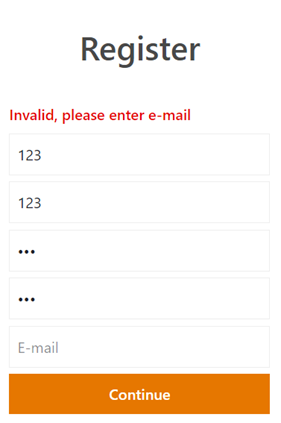 Register
Invalid, please enter e-mail
123
123
•••
•••
E-mail
Continue